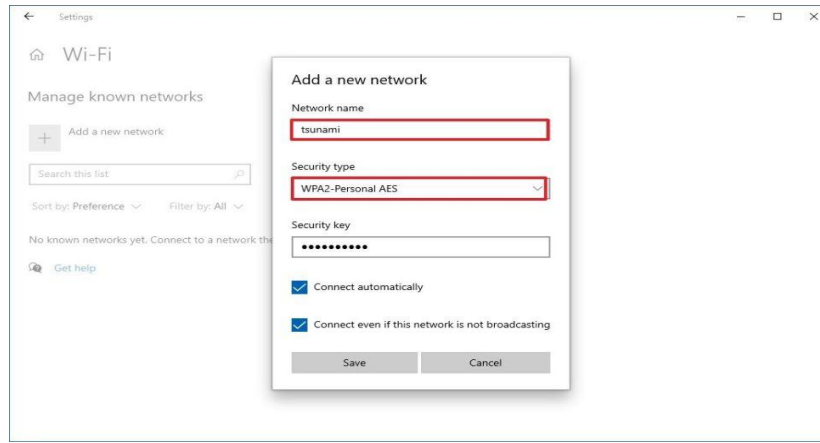 Settings
Wi-Fi
Manage known networks
Add a new network
Search this list
Sort by: Preference Filter by: All
No known networks yet. Connect to a network the
Get help
Add a new network
Network name
tsunami
Security type
WPA2-Personal AES
Security key
••••••••••
Connect automatically
Connect even if this network is not broadcasting
Save Cancel